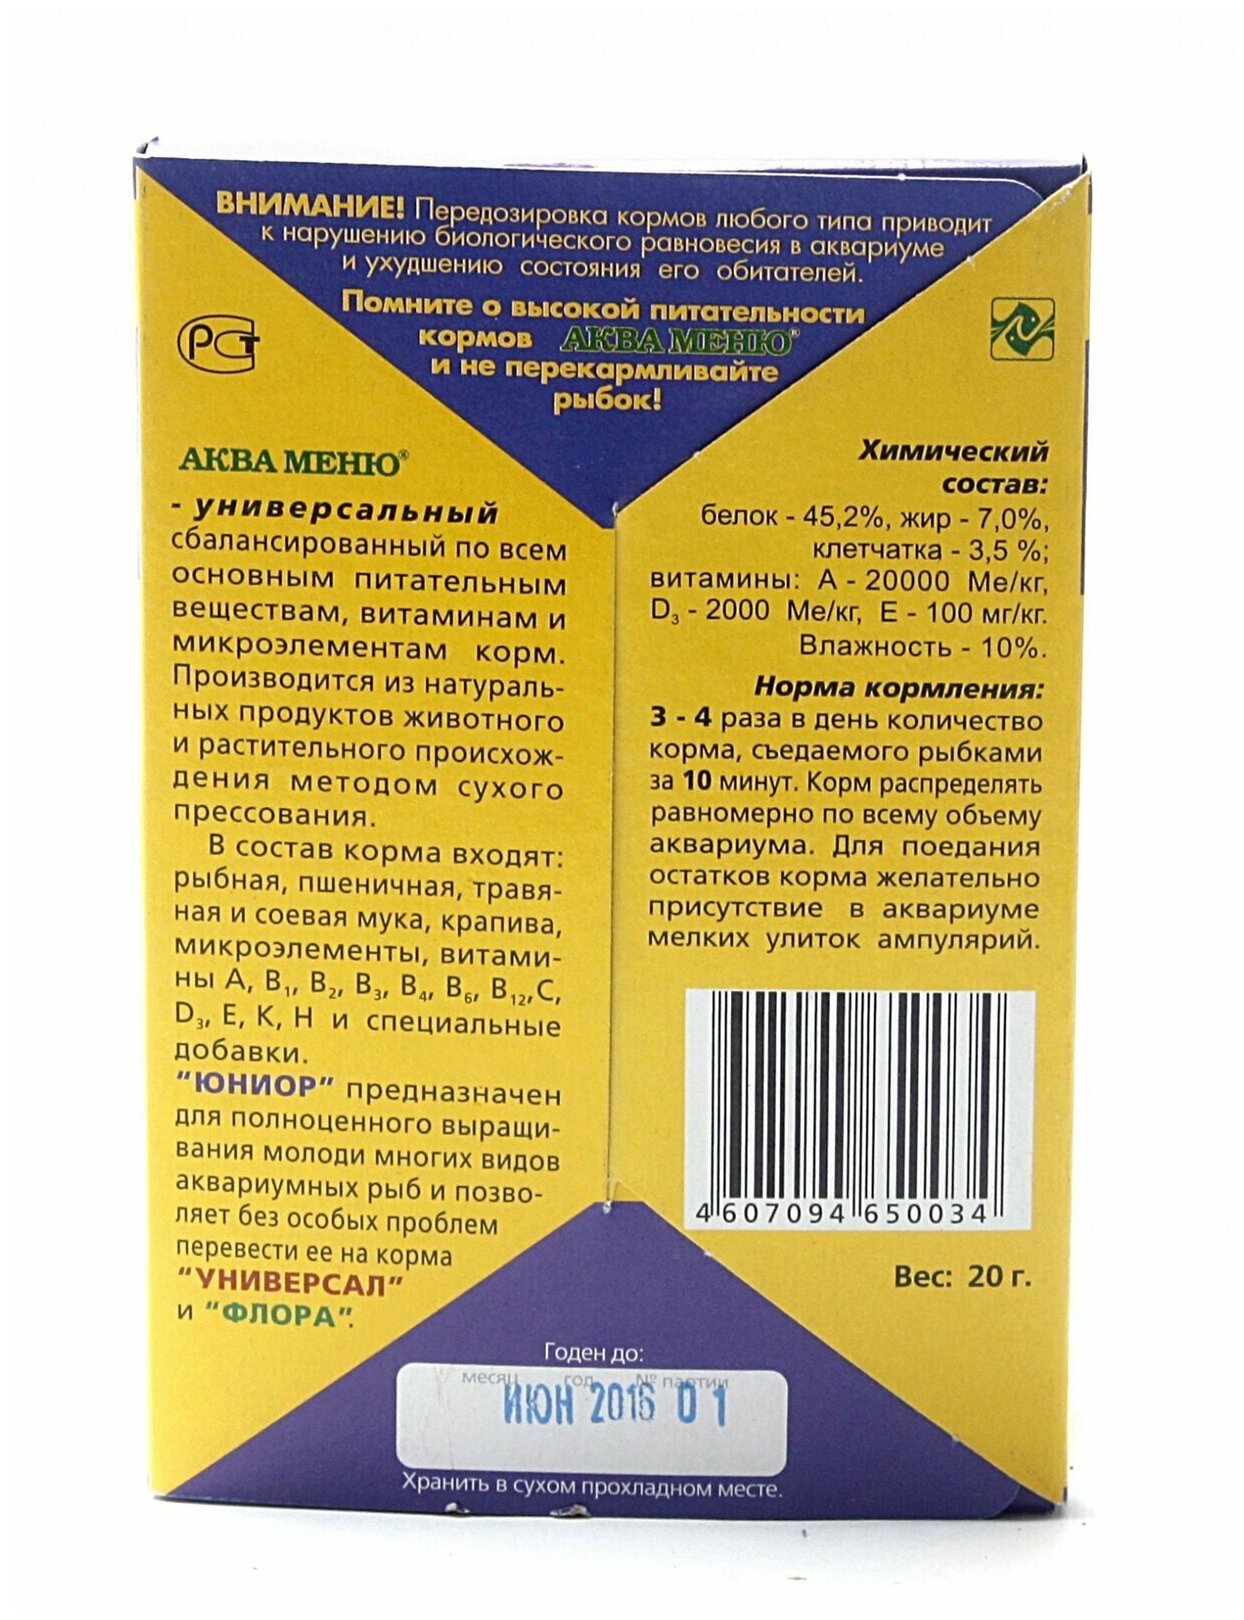 ВНИМАНИЕ! Передозировка кормов любого типа приводит
к нарушению биологического равновесия в аквариуме
и ухудшению состояния его обитателей.
Помните о высокой питательности
кормов АКВА МЕНЮ®
и не перекармливайте
рыбок!
РСТ
АКВА МЕНЮ®
- универсальный
сбалансированный по всем
основным питательным
веществам, витаминам и
микроэлементам корм.
Производится из натураль-
ных продуктов животного
и растительного происхож-
дения методом сухого
прессования.
В состав корма входят:
рыбная, пшеничная, травя-
ная и соевая мука, крапива,
микроэлементы, витами-
ны А, В₁, В₂, В₃, В₄, В₆, В₁₂,С,
D₃, Е, К, Н и специальные
добавки.
"ЮНИОР" предназначен
для полноценного выращи-
вания молоди многих видов
аквариумных рыб и позво-
ляет без особых проблем
перевести ее на корма
"УНИВЕРСАЛ"
и "ФЛОРА".
Химический
состав:
белок - 45,2%, жир - 7,0%,
клетчатка - 3,5 %;
витамины: А - 20000 Ме/кг,
D₃ - 2000 Ме/кг, Е - 100 мг/кг.
Влажность - 10%.
Норма кормления:
3 - 4 раза в день количество
корма, съедаемого рыбками
за 10 минут. Корм распределять
равномерно по всему объему
аквариума. Для поедания
остатков корма желательно
присутствие в аквариуме
мелких улиток ампулярий.
4 607094 650034
Вес: 20 г.
Годен до:
месяц год № партии
ИЮН 2016 01
Хранить в сухом прохладном месте.